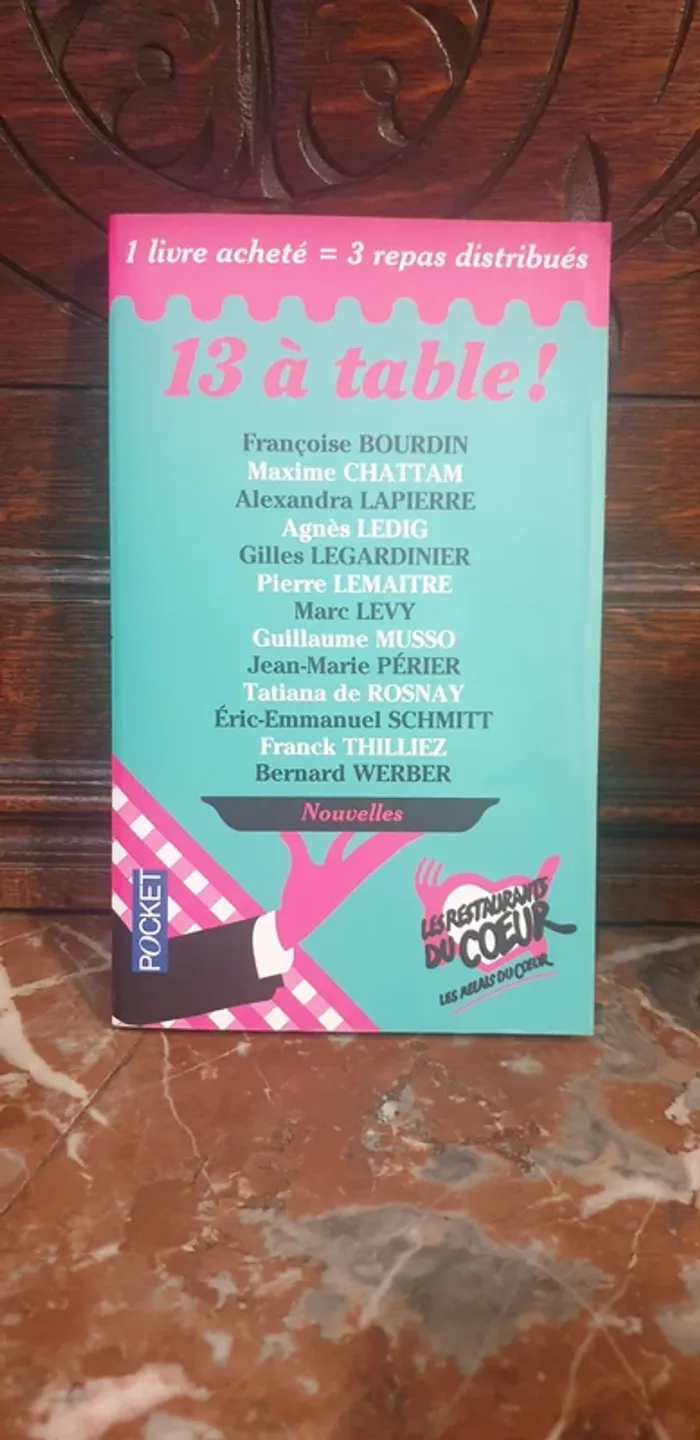 1 livre acheté = 3 repas distribués
13 à table !
Françoise BOURDIN
Maxime CHATTAM
Alexandra LAPIERRE
Agnès LEDIG
Gilles LEGARDINIER
Pierre LEMAITRE
Marc LEVY
Guillaume MUSSO
Jean-Marie PÉRIER
Tatiana de ROSNAY
Éric-Emmanuel SCHMITT
Franck THILLIEZ
Bernard WERBER
Nouvelles
POCKET
LES RESTAURANTS
DU CŒUR
LES RELAIS DU CŒUR